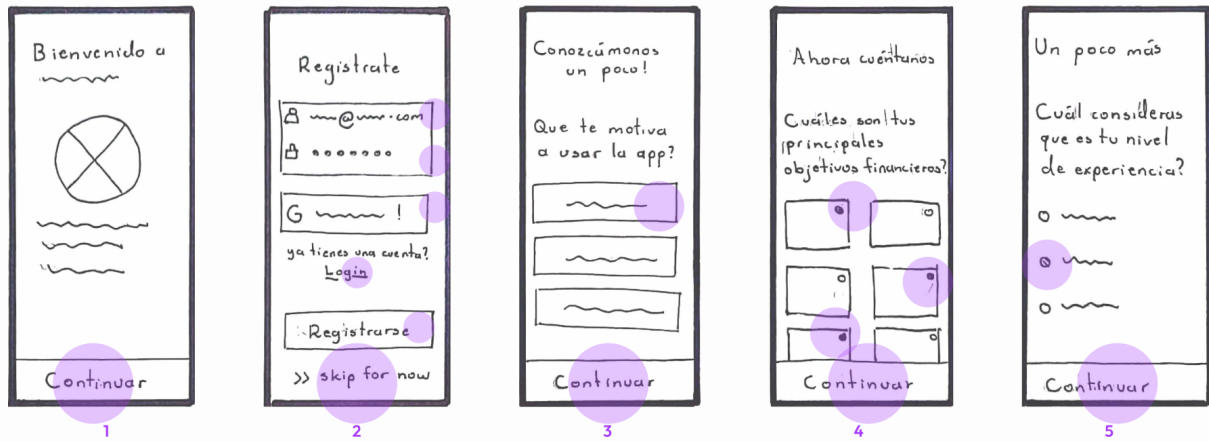 Bienvenido a
Continuar
1
Registrate
@ .com
G !
ya tienes una cuenta?
Login
Registrarse
>> skip for now
2
Conozcámonos
un poco!
Que te motiva
a usar la app?
Continuar
3
Ahora cuéntanos
Cuáles son tus
principales
objetivos financieros?
Continuar
4
Un poco más
Cuál consideras
que es tu nivel
de experiencia?
Continuar
5